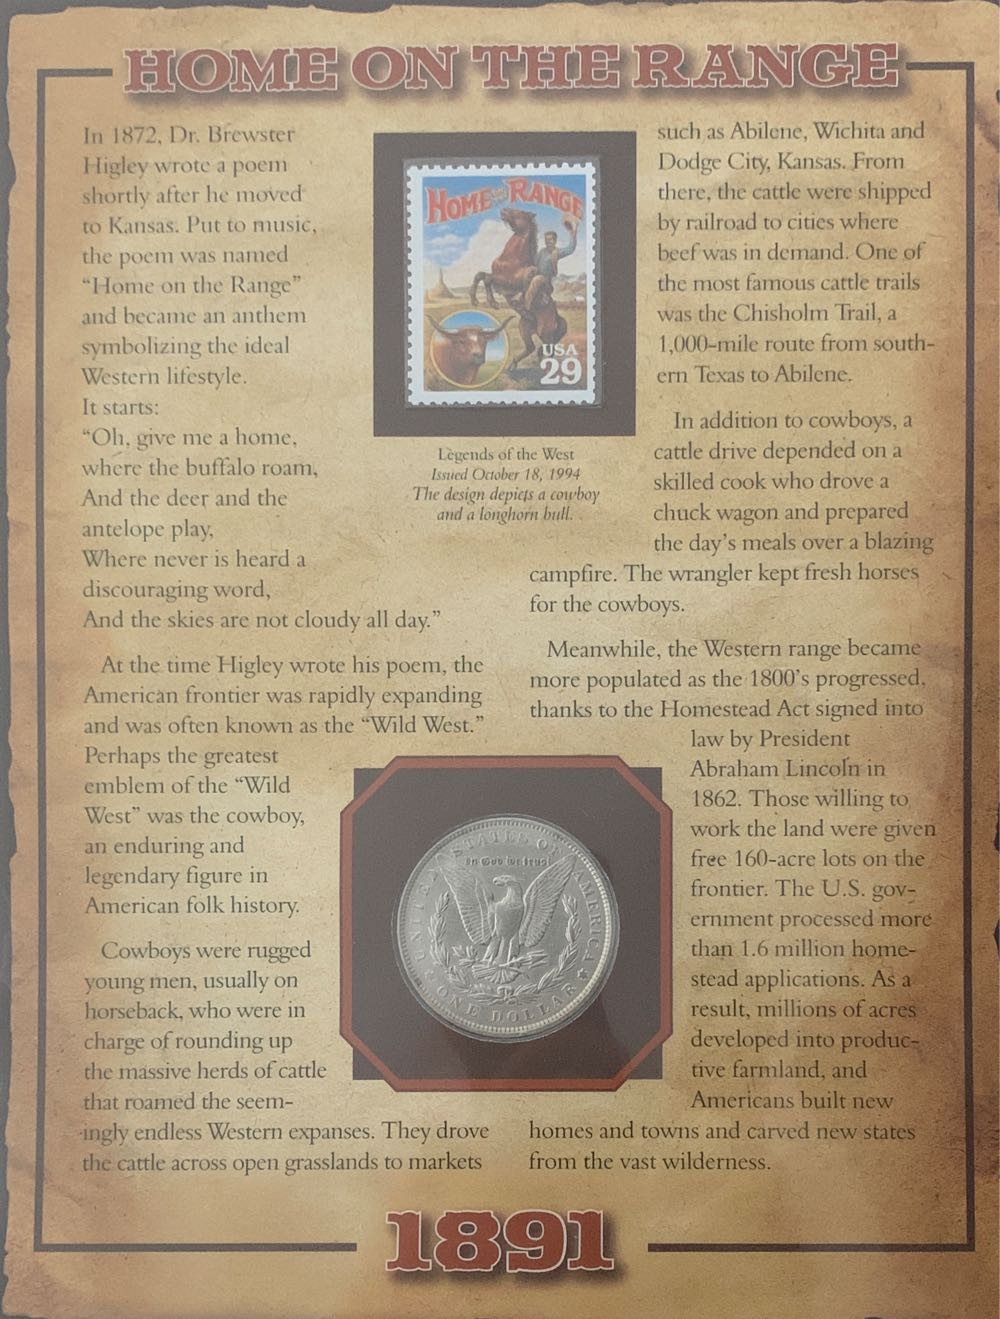 HOME ON THE RANGE
In 1872, Dr. Brewster
Higley wrote a poem
shortly after he moved
to Kansas. Put to music,
the poem was named
“Home on the Range”
and became an anthem
symbolizing the ideal
Western lifestyle.
It starts:
“Oh, give me a home,
where the buffalo roam,
And the deer and the
antelope play,
Where never is heard a
discouraging word,
And the skies are not cloudy all day.”
At the time Higley wrote his poem, the
American frontier was rapidly expanding
and was often known as the “Wild West.”
Perhaps the greatest
emblem of the “Wild
West” was the cowboy,
an enduring and
legendary figure in
American folk history.
Cowboys were rugged
young men, usually on
horseback, who were in
charge of rounding up
the massive herds of cattle
that roamed the seem-
ingly endless Western expanses. They drove
the cattle across open grasslands to markets
HOME ON THE RANGE
USA
29
Legends of the West
Issued October 18, 1994
The design depicts a cowboy
and a longhorn bull.
such as Abilene, Wichita and
Dodge City, Kansas. From
there, the cattle were shipped
by railroad to cities where
beef was in demand. One of
the most famous cattle trails
was the Chisholm Trail, a
1,000-mile route from south-
ern Texas to Abilene.
In addition to cowboys, a
cattle drive depended on a
skilled cook who drove a
chuck wagon and prepared
the day’s meals over a blazing
campfire. The wrangler kept fresh horses
for the cowboys.
Meanwhile, the Western range became
more populated as the 1800’s progressed,
thanks to the Homestead Act signed into
law by President
Abraham Lincoln in
1862. Those willing to
work the land were given
free 160-acre lots on the
frontier. The U.S. gov-
ernment processed more
than 1.6 million home-
stead applications. As a
result, millions of acres
developed into produc-
tive farmland, and
Americans built new
homes and towns and carved new states
from the vast wilderness.
UNITED STATES OF AMERICA
In God we trust
ONE DOLLAR
1891